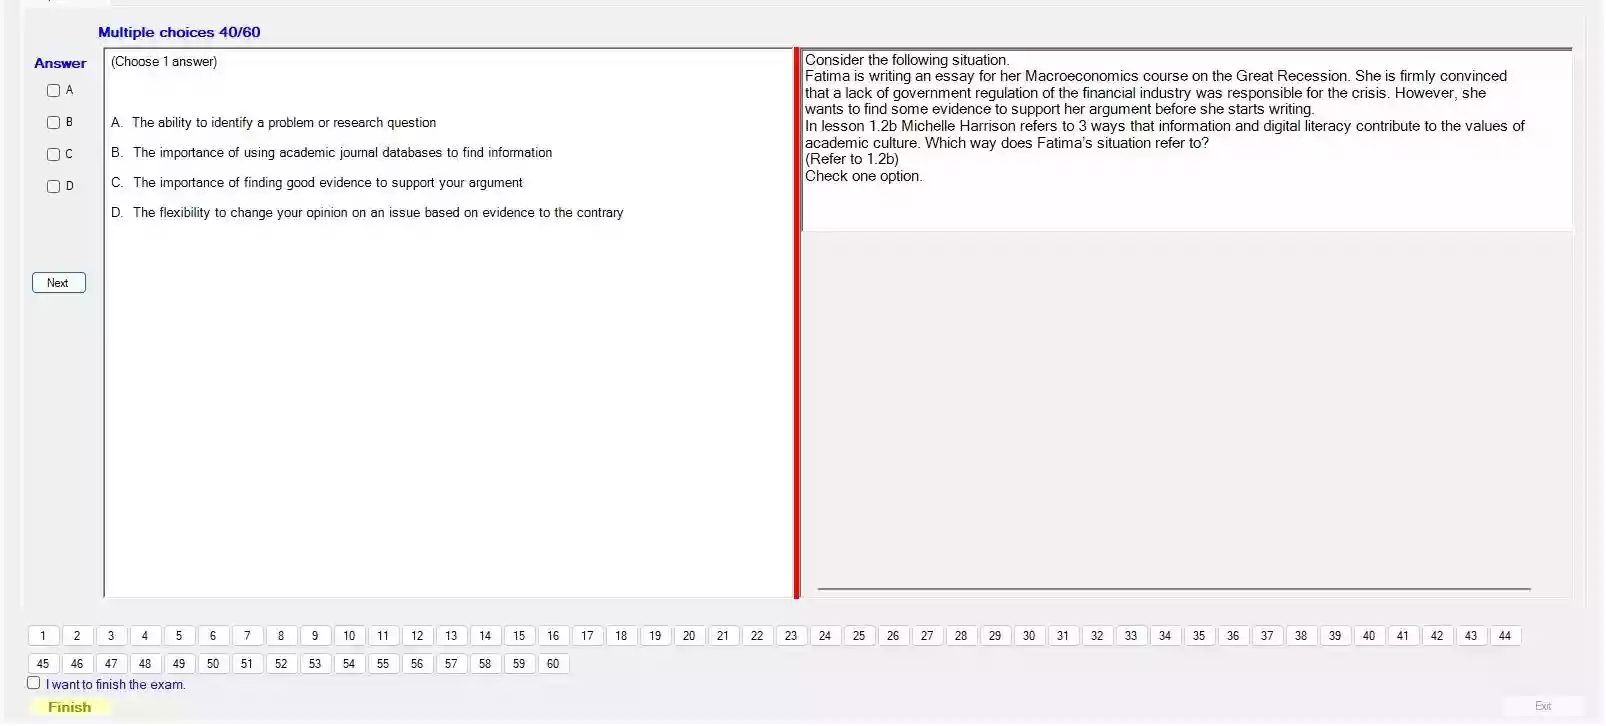 Multiple choices 40/60
Answer
A
B
C
D
Next
(Choose 1 answer)
A. The ability to identify a problem or research question
B. The importance of using academic journal databases to find information
C. The importance of finding good evidence to support your argument
D. The flexibility to change your opinion on an issue based on evidence to the contrary
Consider the following situation.
Fatima is writing an essay for her Macroeconomics course on the Great Recession. She is firmly convinced
that a lack of government regulation of the financial industry was responsible for the crisis. However, she
wants to find some evidence to support her argument before she starts writing.
In lesson 1.2b Michelle Harrison refers to 3 ways that information and digital literacy contribute to the values of
academic culture. Which way does Fatima's situation refer to?
(Refer to 1.2b)
Check one option.
1 2 3 4 5 6 7 8 9 10 11 12 13 14 15 16 17 18 19 20 21 22 23 24 25 26 27 28 29 30 31 32 33 34 35 36 37 38 39 40 41 42 43 44
45 46 47 48 49 50 51 52 53 54 55 56 57 58 59 60
I want to finish the exam.
Finish
Exit